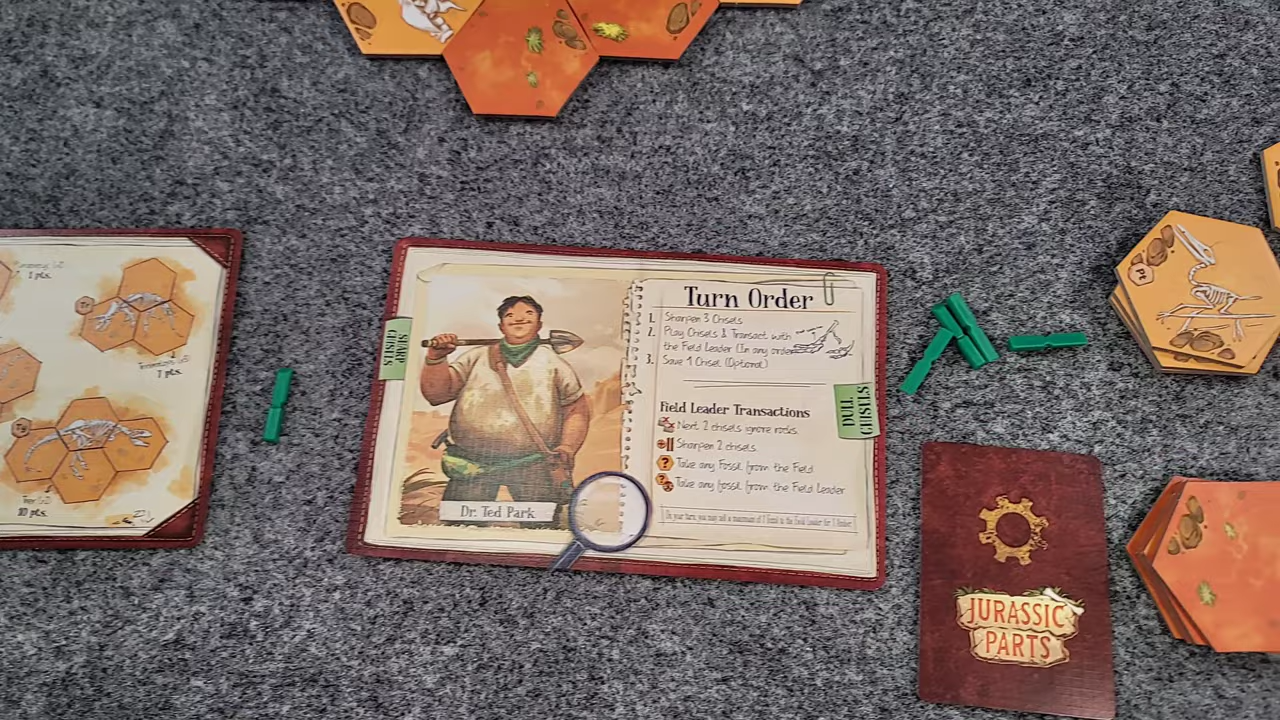 1 pts.
7 pts.
10 pts.
SHARP
CHISELS
Dr. Ted Park
Turn Order
1. Sharpen 3 Chisels
2. Play Chisels & Transact with
the Field Leader (In any order)
3. Save 1 Chisel (Optional)
Field Leader Transactions
Next 2 chisels ignore rocks.
Sharpen 2 chisels.
? Take any Fossil from the Field
? Take any fossil from the Field Leader
DULL
CHISELS
Pt
JURASSIC
PARTS